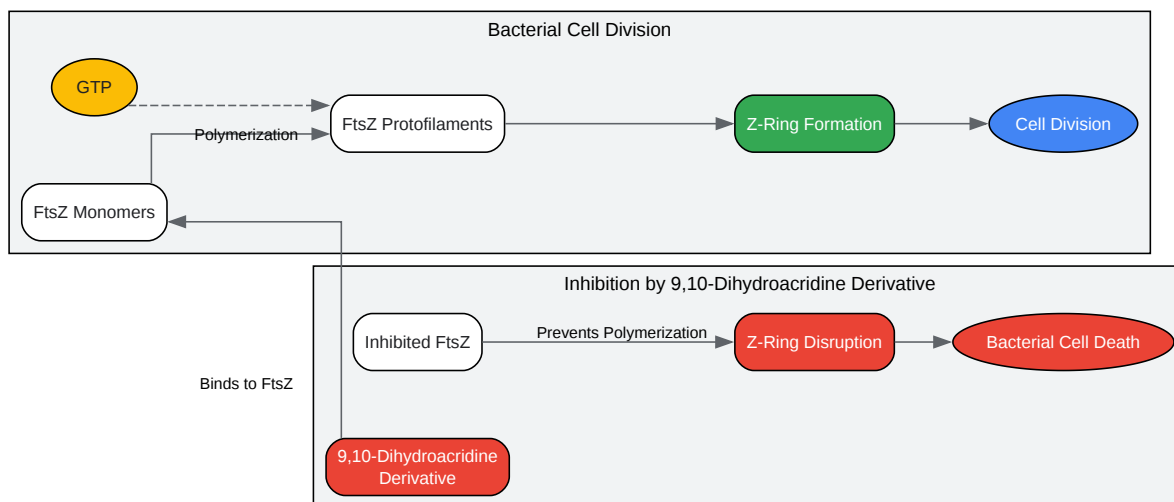 Bacterial Cell Division
GTP
Polymerization
FtsZ Protofilaments
Z-Ring Formation
Cell Division
FtsZ Monomers
Inhibition by 9,10-Dihydroacridine Derivative
Inhibited FtsZ
Prevents Polymerization
Z-Ring Disruption
Bacterial Cell Death
Binds to FtsZ
9,10-Dihydroacridine
Derivative